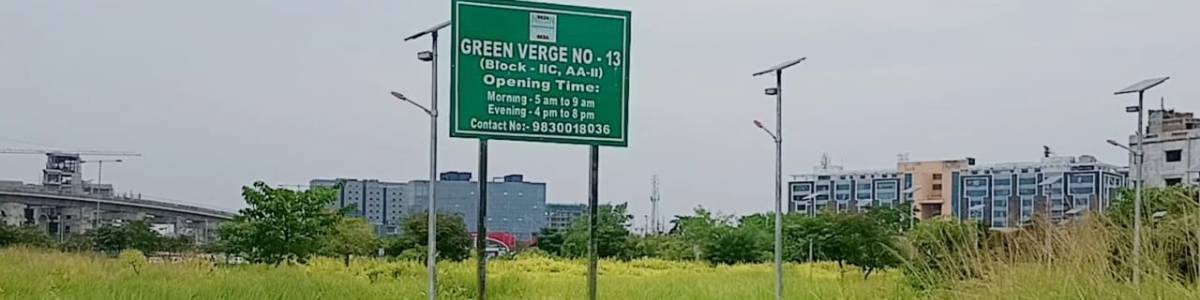 GREEN VERGE NO - 13
(Block - IIC, AA-II)
Opening Time:
Morning - 5 am to 9 am
Evening - 4 pm to 8 pm
Contact No:- 9830018036